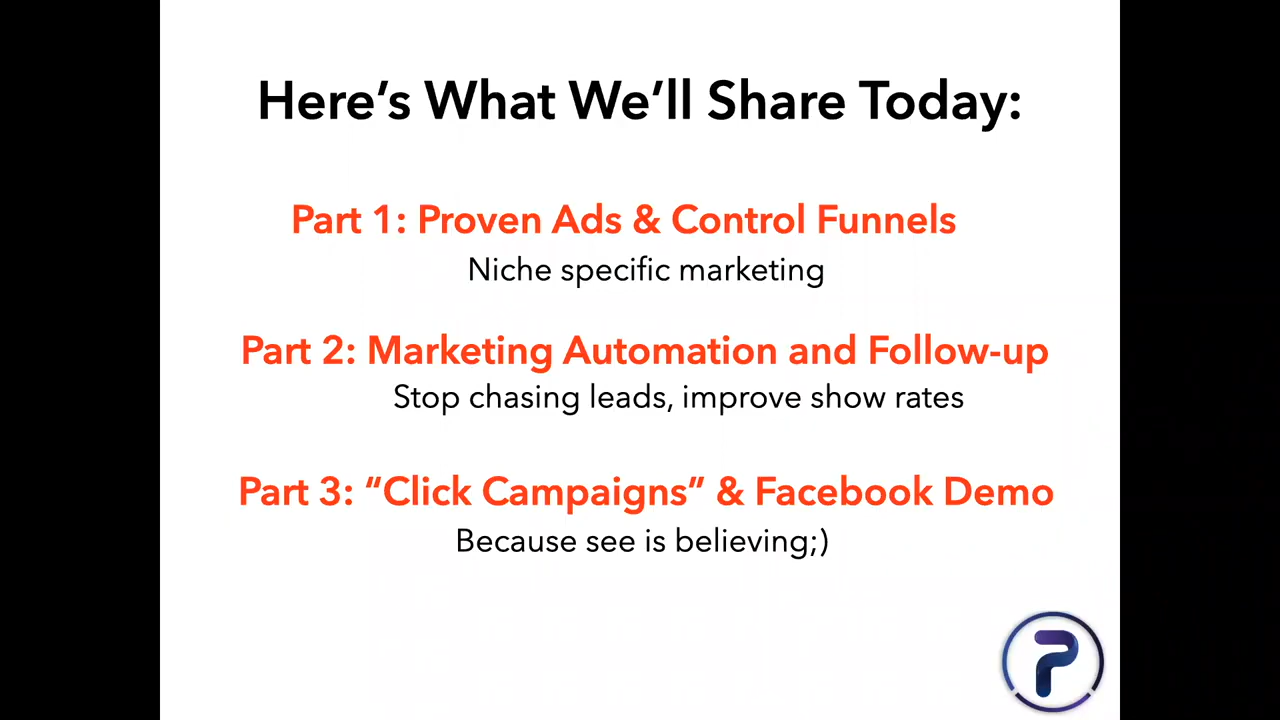 Here’s What We’ll Share Today:
Part 1: Proven Ads & Control Funnels
Niche specific marketing
Part 2: Marketing Automation and Follow-up
Stop chasing leads, improve show rates
Part 3: “Click Campaigns” & Facebook Demo
Because see is believing;)
P